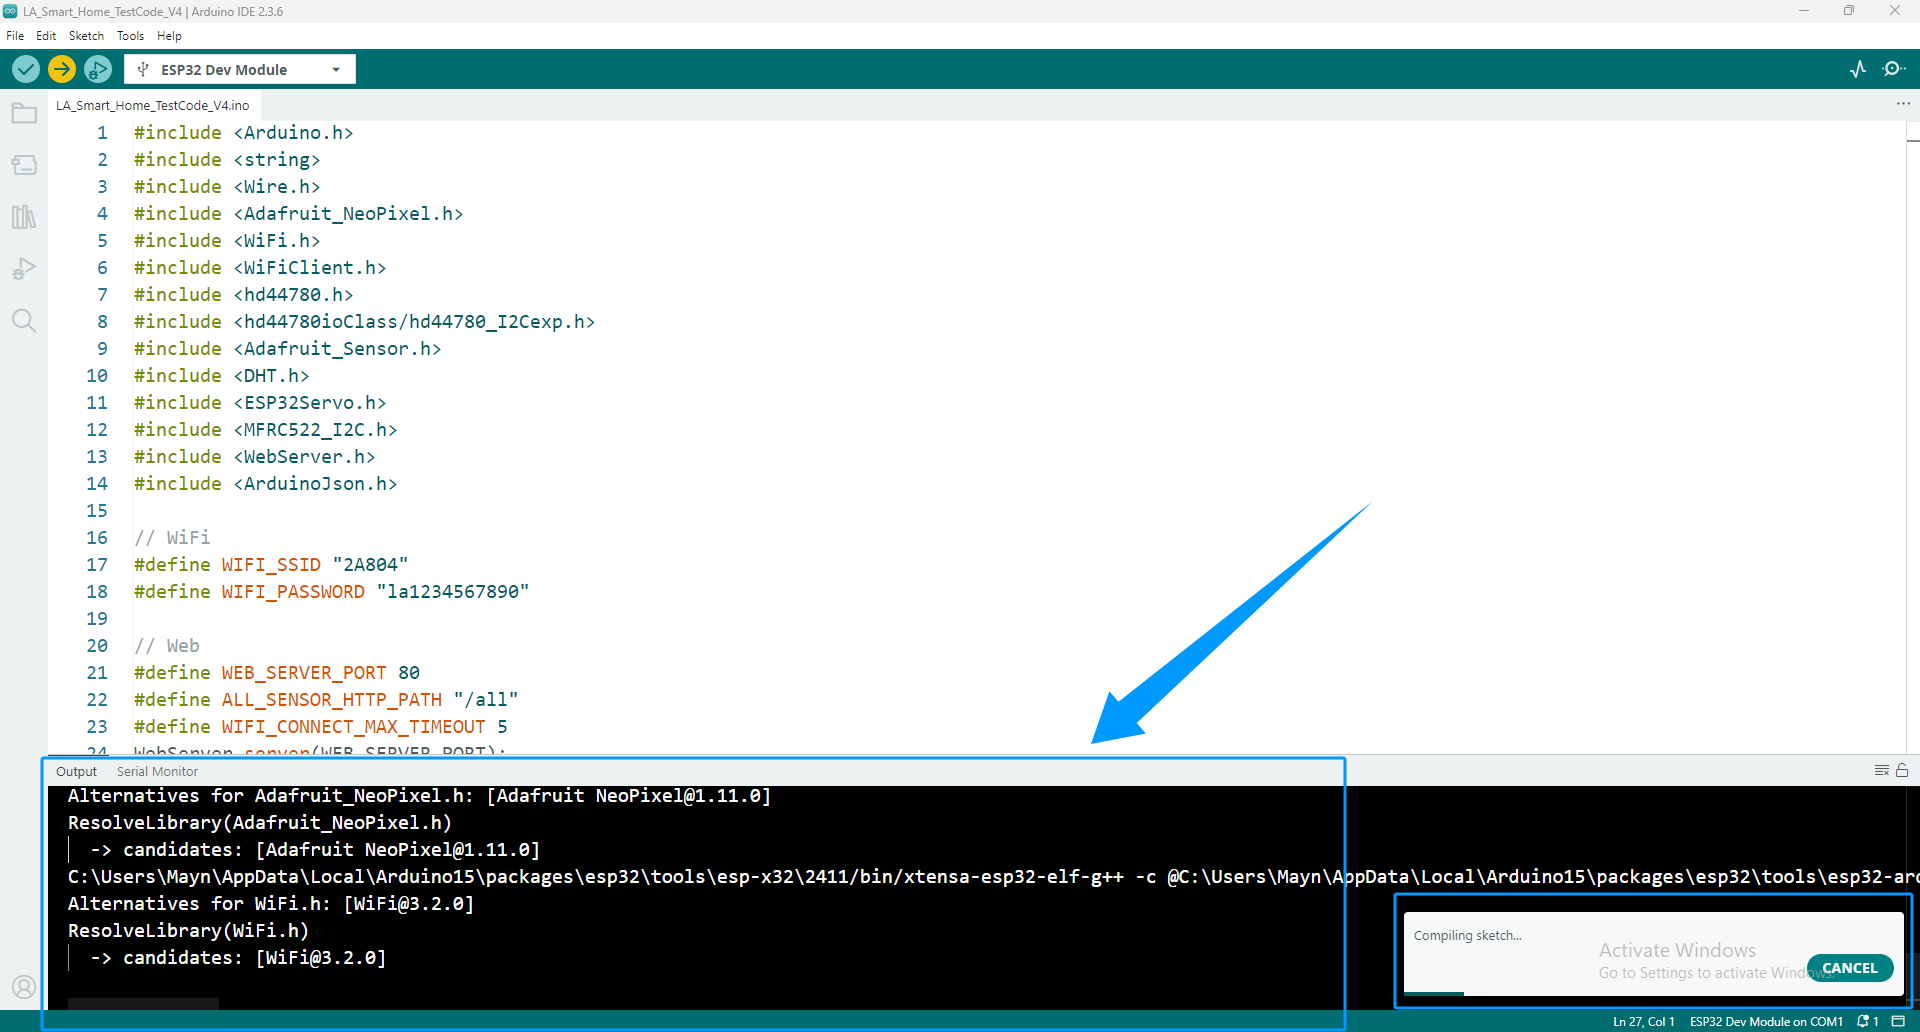 LA_Smart_Home_TestCode_V4 | Arduino IDE 2.3.6
File Edit Sketch Tools Help
ESP32 Dev Module
LA_Smart_Home_TestCode_V4.ino
1 #include <Arduino.h>
2 #include <string>
3 #include <Wire.h>
4 #include <Adafruit_NeoPixel.h>
5 #include <WiFi.h>
6 #include <WiFiClient.h>
7 #include <hd44780.h>
8 #include <hd44780ioClass/hd44780_I2Cexp.h>
9 #include <Adafruit_Sensor.h>
10 #include <DHT.h>
11 #include <ESP32Servo.h>
12 #include <MFRC522_I2C.h>
13 #include <WebServer.h>
14 #include <ArduinoJson.h>
15
16 // WiFi
17 #define WIFI_SSID "2A804"
18 #define WIFI_PASSWORD "la1234567890"
19
20 // Web
21 #define WEB_SERVER_PORT 80
22 #define ALL_SENSOR_HTTP_PATH "/all"
23 #define WIFI_CONNECT_MAX_TIMEOUT 5
24 WebServer server(WEB_SERVER_PORT);
Output Serial Monitor
Alternatives for Adafruit_NeoPixel.h: [Adafruit NeoPixel@1.11.0]
ResolveLibrary(Adafruit_NeoPixel.h)
-> candidates: [Adafruit NeoPixel@1.11.0]
C:\Users\Mayn\AppData\Local\Arduino15\packages\esp32\tools\esp-x32\2411/bin/xtensa-esp32-elf-g++ -c @C:\Users\Mayn\AppData\Local\Arduino15\packages\esp32\tools\esp32-ard
Alternatives for WiFi.h: [WiFi@3.2.0]
ResolveLibrary(WiFi.h)
-> candidates: [WiFi@3.2.0]
Compiling sketch...
Activate Windows
Go to Settings to activate Windows.
CANCEL
Ln 27, Col 1 ESP32 Dev Module on COM1 1